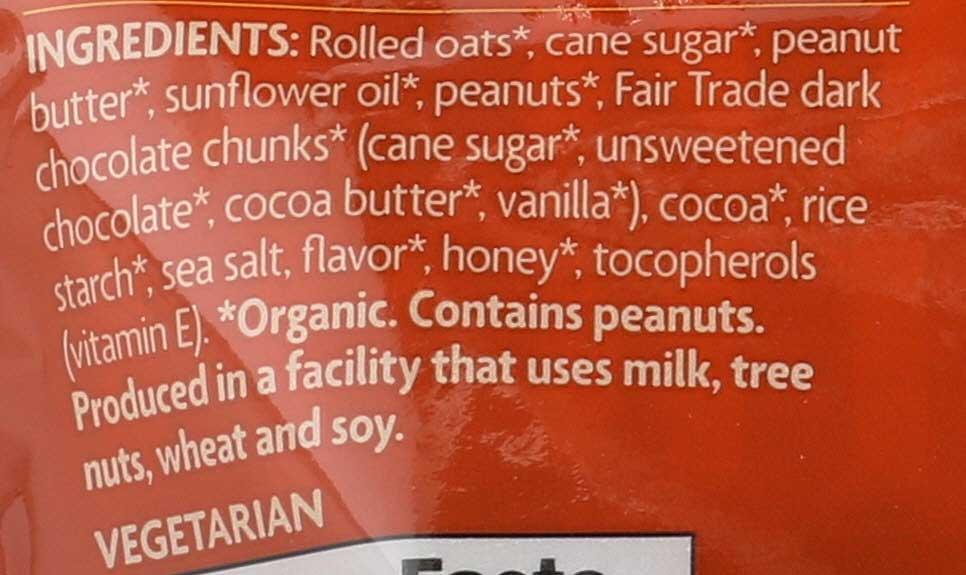 INGREDIENTS: Rolled oats*, cane sugar*, peanut
butter*, sunflower oil*, peanuts*, Fair Trade dark
chocolate chunks* (cane sugar*, unsweetened
chocolate*, cocoa butter*, vanilla*), cocoa*, rice
starch*, sea salt, flavor*, honey*, tocopherols
(vitamin E). *Organic. Contains peanuts.
Produced in a facility that uses milk, tree
nuts, wheat and soy.
VEGETARIAN